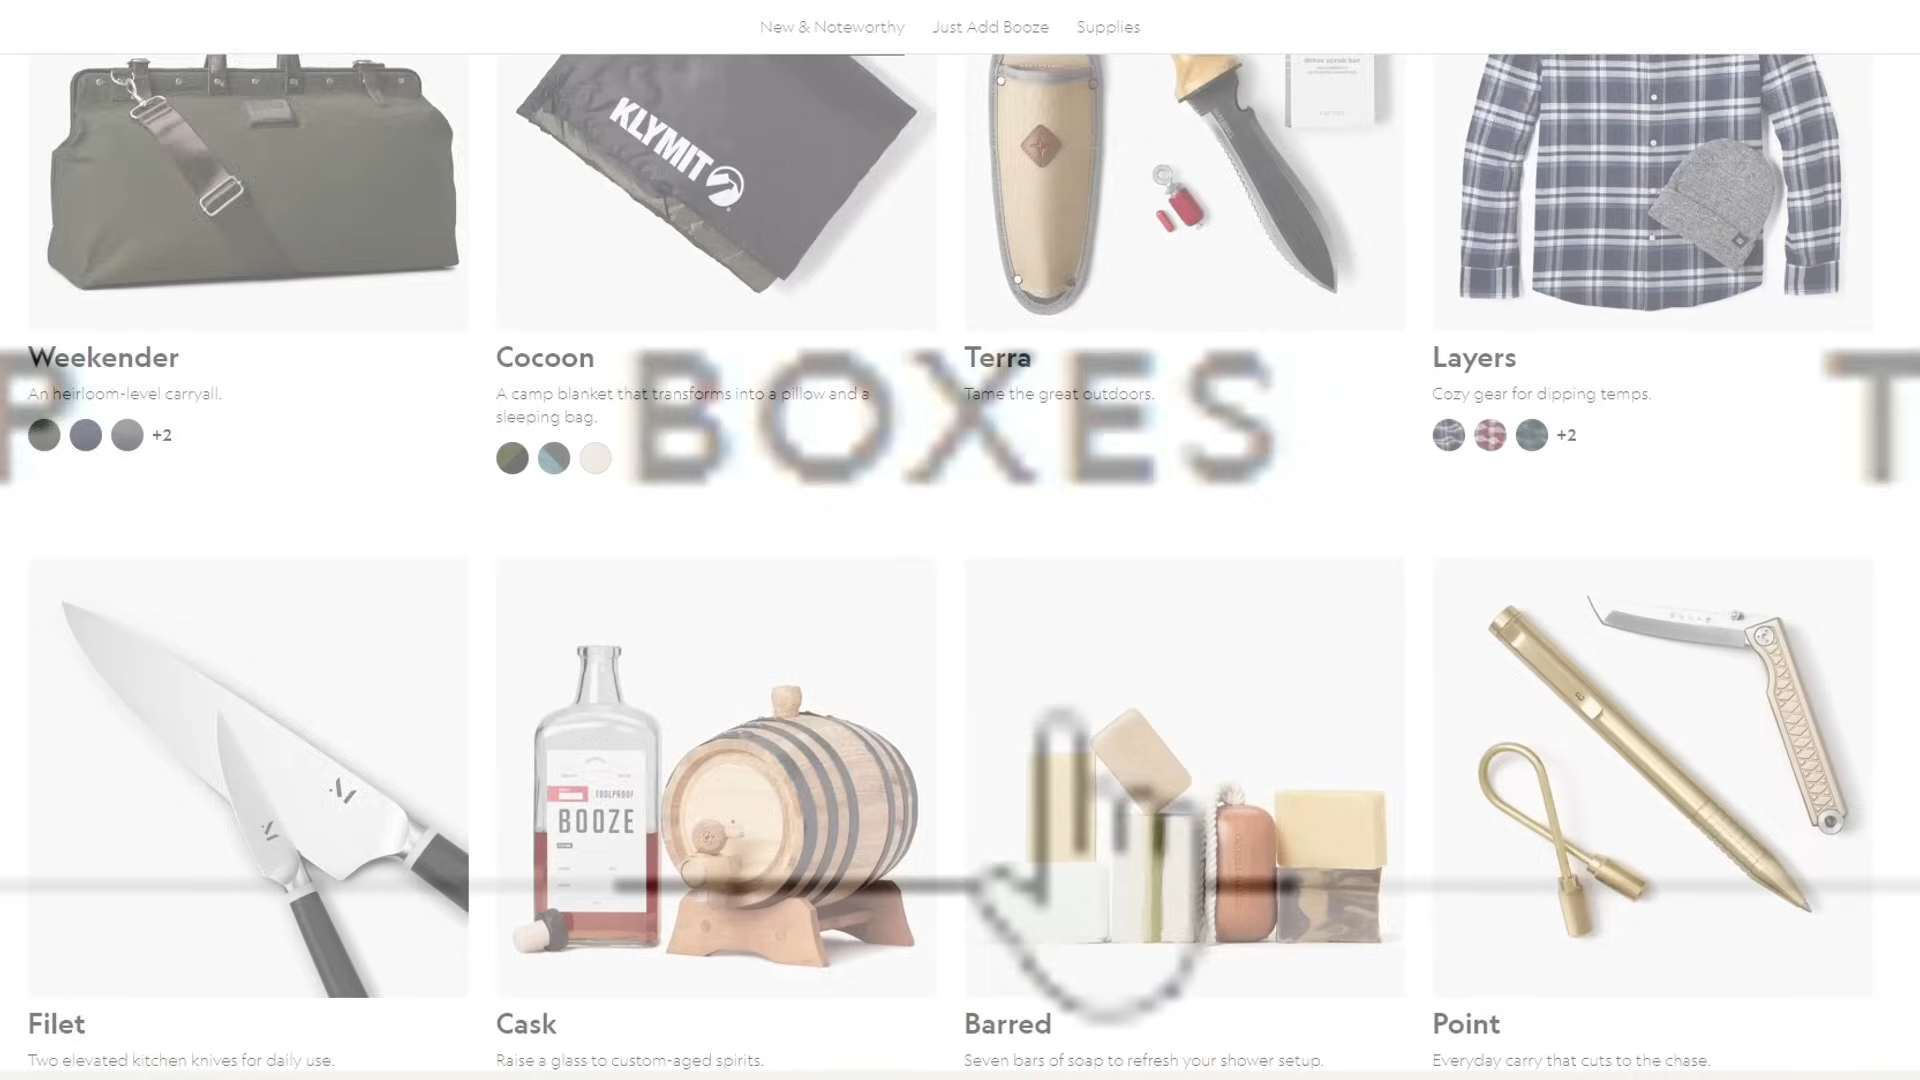 New & Noteworthy
Just Add Booze
Supplies
KLYMIT
Weekender
An heirloom-level carryall.
+2
Cocoon
A camp blanket that transforms into a pillow and a
sleeping bag.
Terra
Tame the great outdoors.
Layers
Cozy gear for dipping temps.
+2
P
BOXES
T
FOOLPROOF
BOOZE
Filet
Two elevated kitchen knives for daily use.
Cask
Raise a glass to custom-aged spirits.
Barred
Seven bars of soap to refresh your shower setup.
Point
Everyday carry that cuts to the chase.